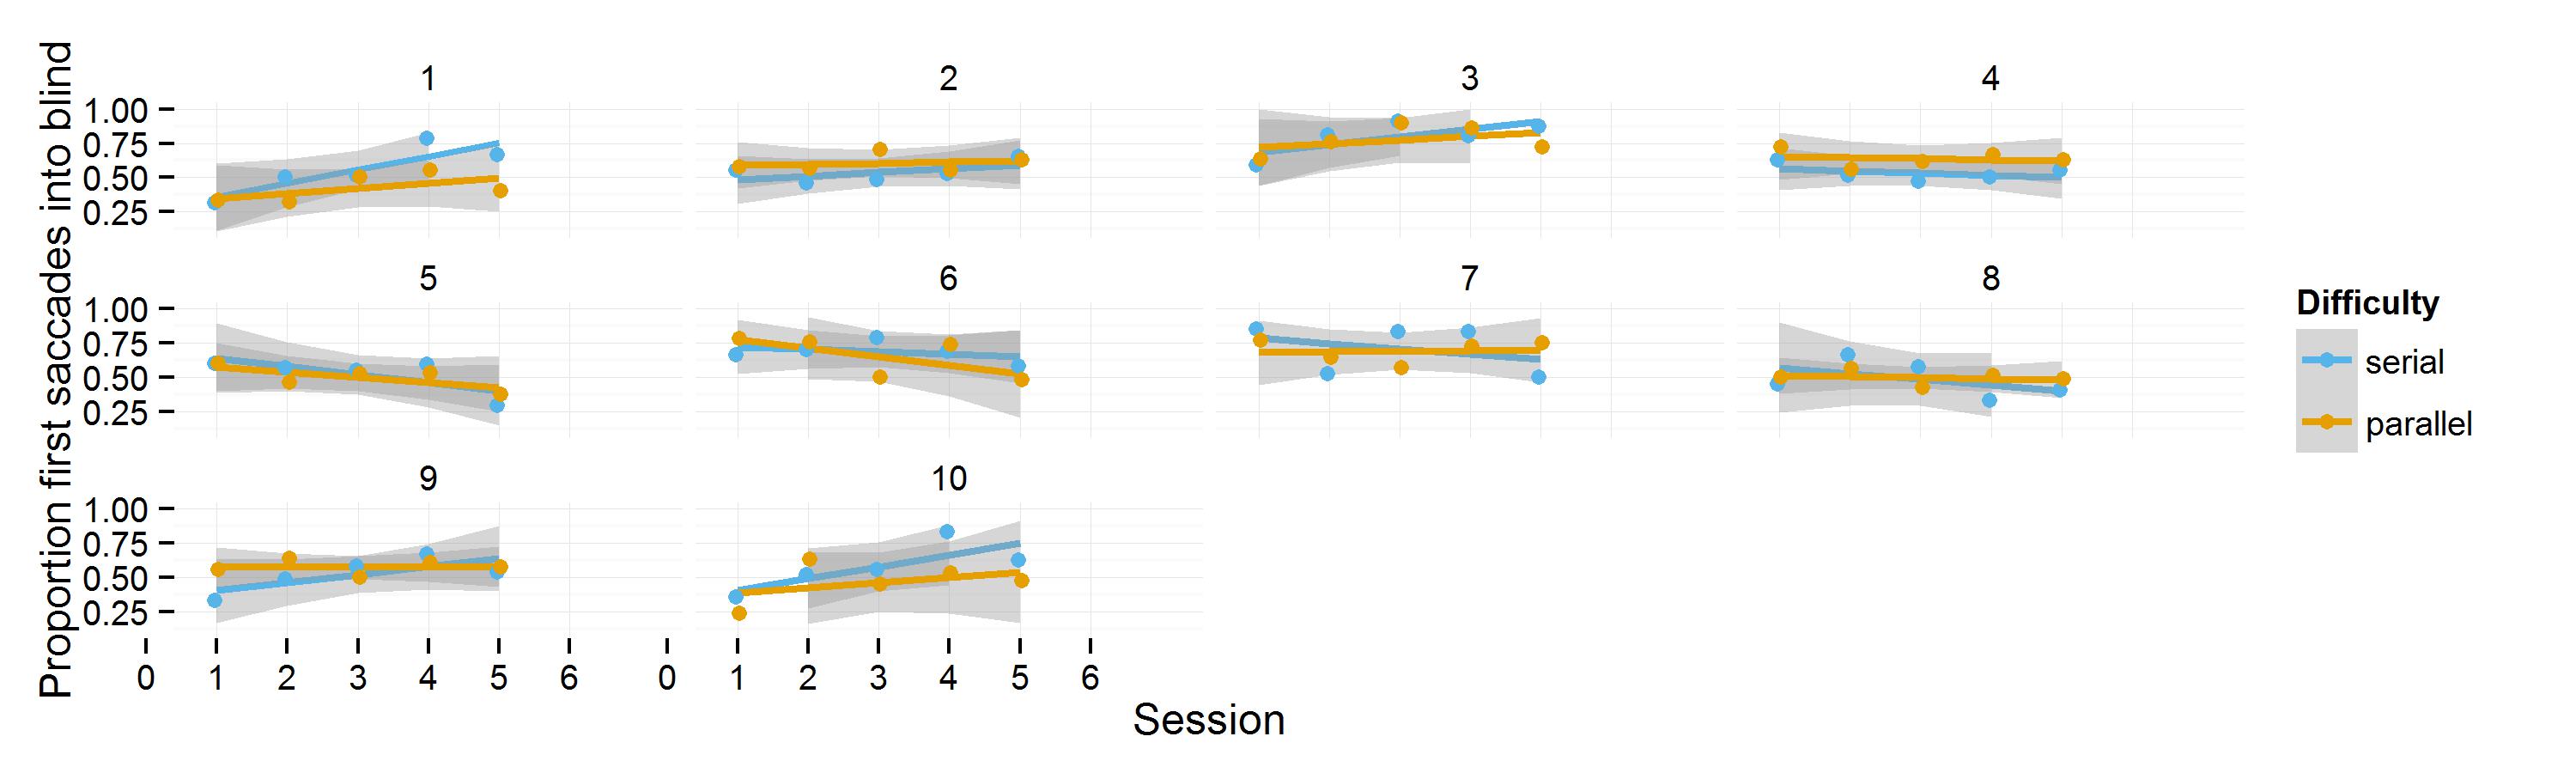 Proportion first saccades into blind
1 2 3 4
1.00
0.75
0.50
0.25
5 6 7 8
1.00
0.75
0.50
0.25
9 10
1.00
0.75
0.50
0.25
0 1 2 3 4 5 6 0 1 2 3 4 5 6
Session
Difficulty
serial
parallel